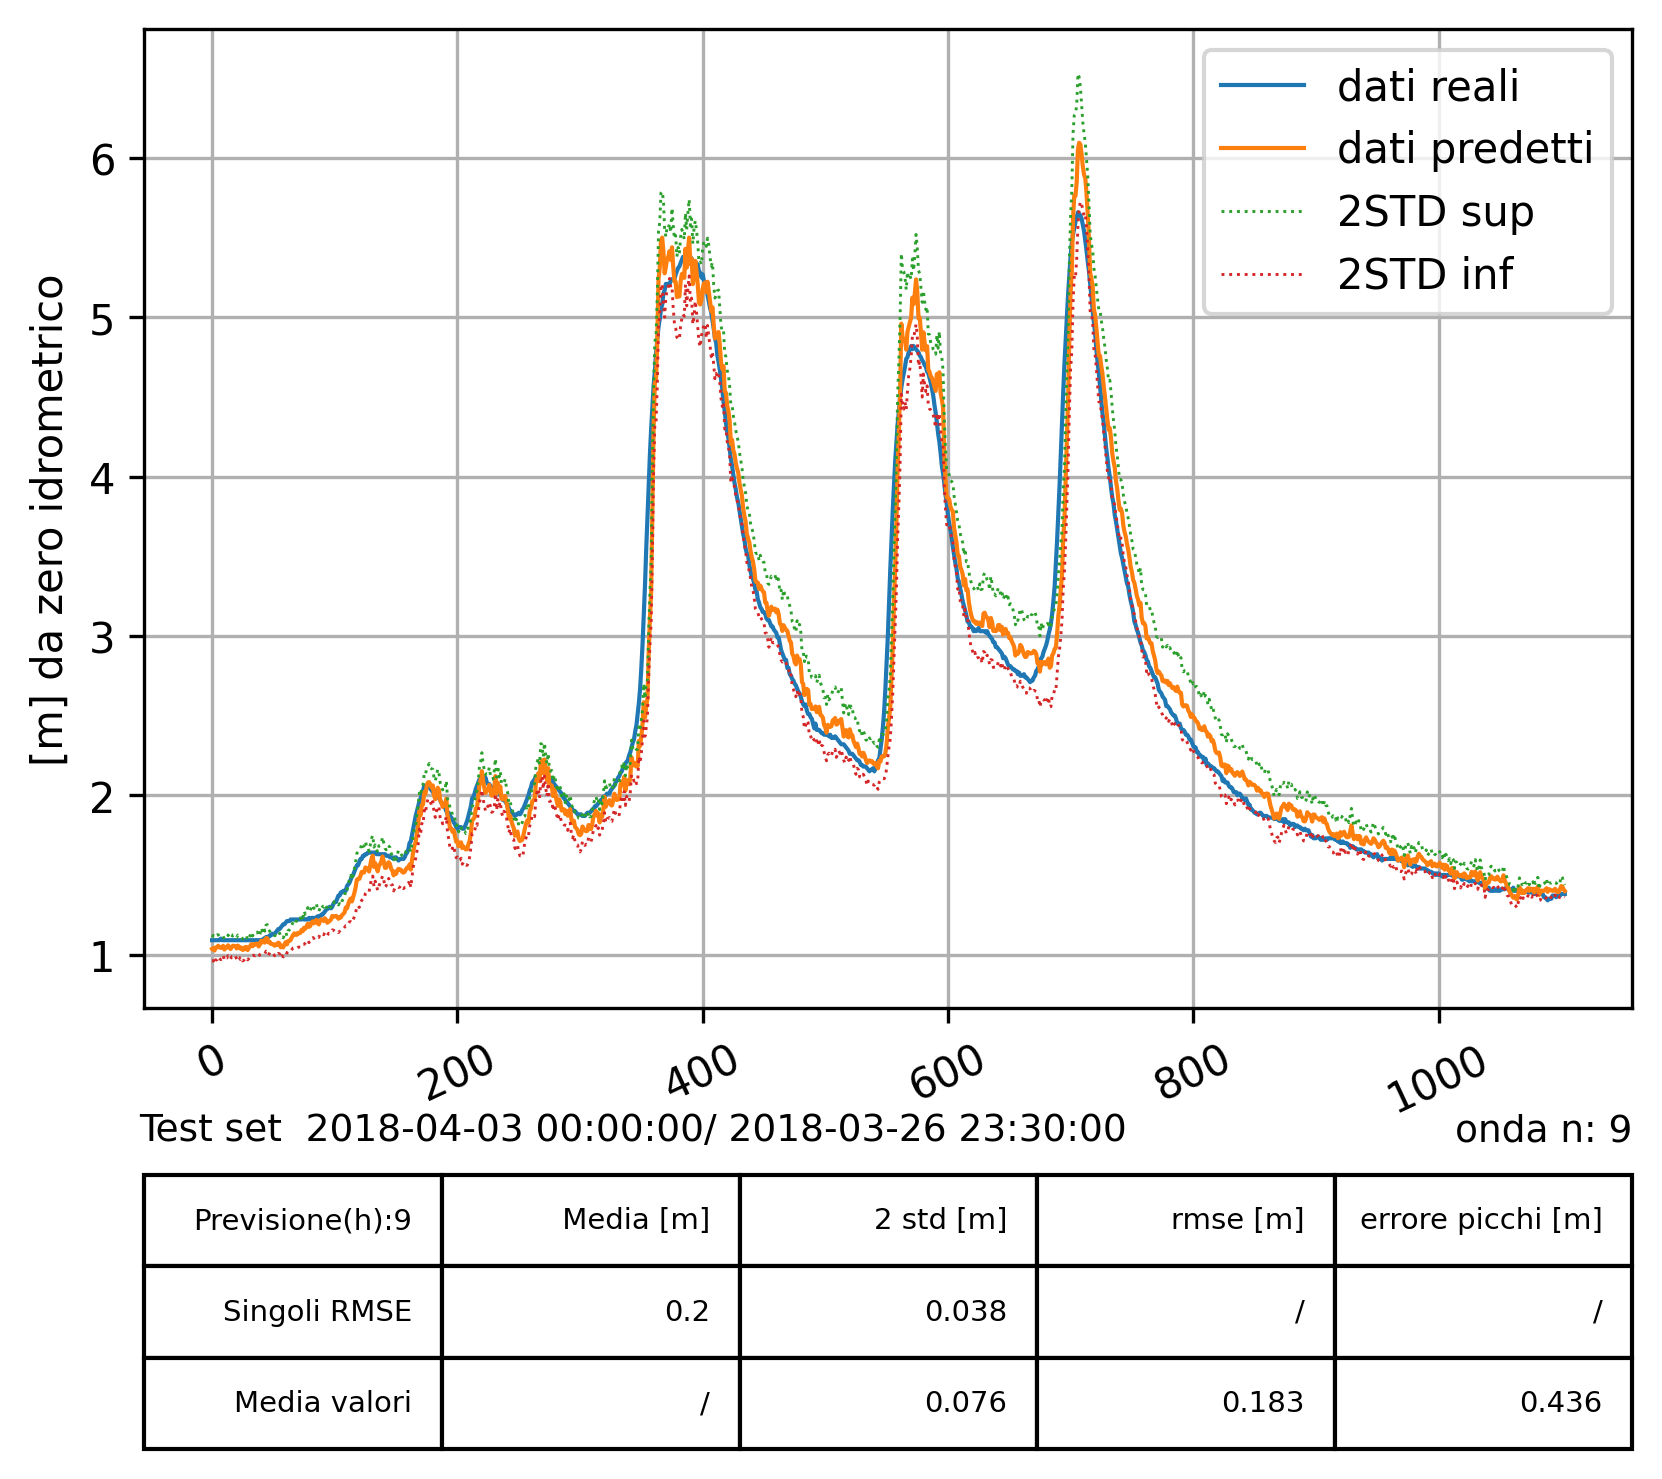 dati reali
dati predetti
2STD sup
2STD inf
[m] da zero idrometrico
6
5
4
3
2
1
0 200 400 600 800 1000
Test set 2018-04-03 00:00:00/ 2018-03-26 23:30:00 onda n: 9
Previsione(h):9 Media [m] 2 std [m] rmse [m] errore picchi [m]
Singoli RMSE 0.2 0.038 / /
Media valori / 0.076 0.183 0.436